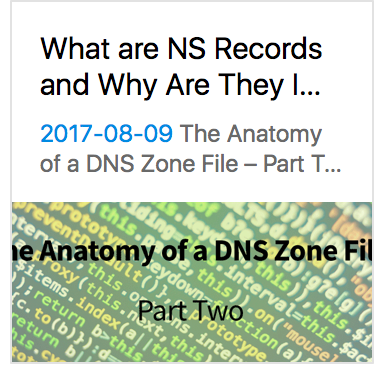 What are NS Records
and Why Are They I...
2017-08-09 The Anatomy
of a DNS Zone File – Part T...
he Anatomy of a DNS Zone Fil
Part Two